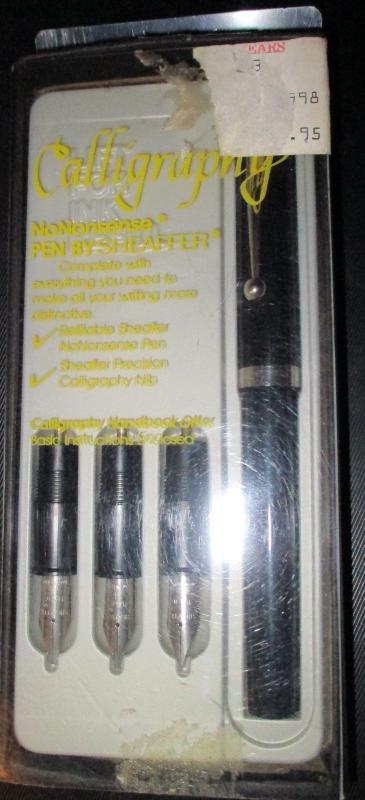 EARS
3
998
.95
Calligraphy
NoNonsense®
PEN BY SHEAFFER®
Complete with
everything you need to
make all your writing more
distinctive.
Refillable Sheaffer
NoNonsense Pen
Sheaffer Precision
Calligraphy Nib
Calligraphy Handbook Offer
Basic Instructions Enclosed